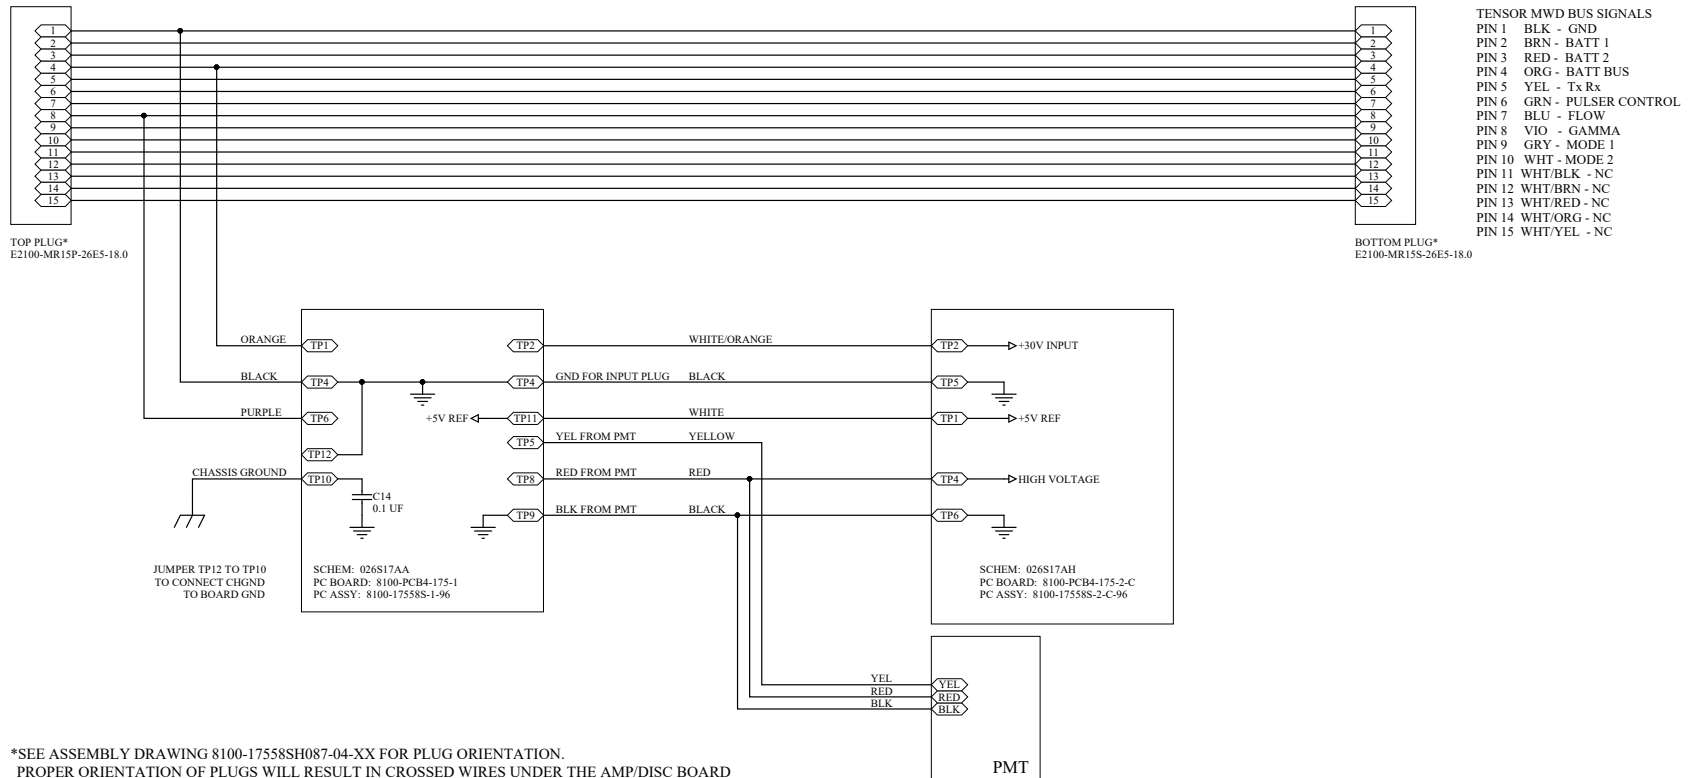 1
2
3
4
5
6
7
8
9
10
11
12
13
14
15
TOP PLUG*
E2100-MR15P-26E5-18.0
1
2
3
4
5
6
7
8
9
10
11
12
13
14
15
BOTTOM PLUG*
E2100-MR15S-26E5-18.0
TENSOR MWD BUS SIGNALS
PIN 1 BLK - GND
PIN 2 BRN - BATT 1
PIN 3 RED - BATT 2
PIN 4 ORG - BATT BUS
PIN 5 YEL - Tx Rx
PIN 6 GRN - PULSER CONTROL
PIN 7 BLU - FLOW
PIN 8 VIO - GAMMA
PIN 9 GRY - MODE 1
PIN 10 WHT - MODE 2
PIN 11 WHT/BLK - NC
PIN 12 WHT/BRN - NC
PIN 13 WHT/RED - NC
PIN 14 WHT/ORG - NC
PIN 15 WHT/YEL - NC
ORANGE TP1 TP2 WHITE/ORANGE TP2 +30V INPUT
BLACK TP4 TP4 GND FOR INPUT PLUG BLACK TP5
PURPLE TP6 +5V REF TP11 WHITE TP1 +5V REF
TP5 YEL FROM PMT YELLOW
TP12
CHASSIS GROUND TP10 TP8 RED FROM PMT RED TP4 HIGH VOLTAGE
C14
0.1 UF
TP9 BLK FROM PMT BLACK TP6
JUMPER TP12 TO TP10
TO CONNECT CHGND
TO BOARD GND
SCHEM: 026S17AA
PC BOARD: 8100-PCB4-175-1
PC ASSY: 8100-17558S-1-96
SCHEM: 026S17AH
PC BOARD: 8100-PCB4-175-2-C
PC ASSY: 8100-17558S-2-C-96
YEL YEL
RED RED
BLK BLK
PMT
*SEE ASSEMBLY DRAWING 8100-17558SH087-04-XX FOR PLUG ORIENTATION.
PROPER ORIENTATION OF PLUGS WILL RESULT IN CROSSED WIRES UNDER THE AMP/DISC BOARD